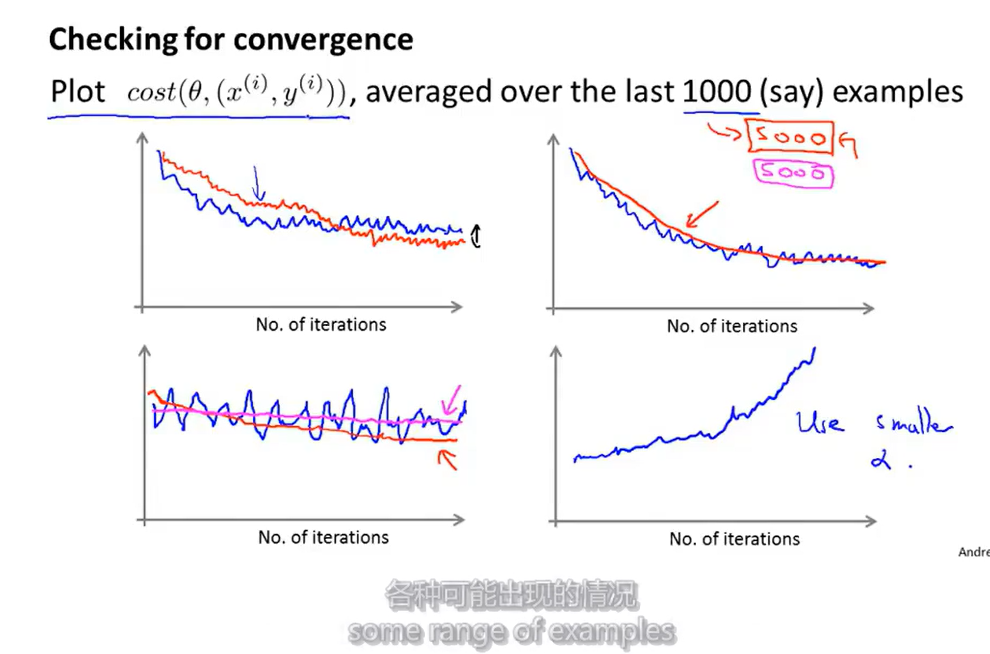 Checking for convergence
Plot cost(θ, (x^{(i)}, y^{(i)})), averaged over the last 1000 (say) examples
5000
5000
No. of iterations
No. of iterations
Use smaller
α.
No. of iterations
No. of iterations
Andre
各种可能出现的情况
some range of examples